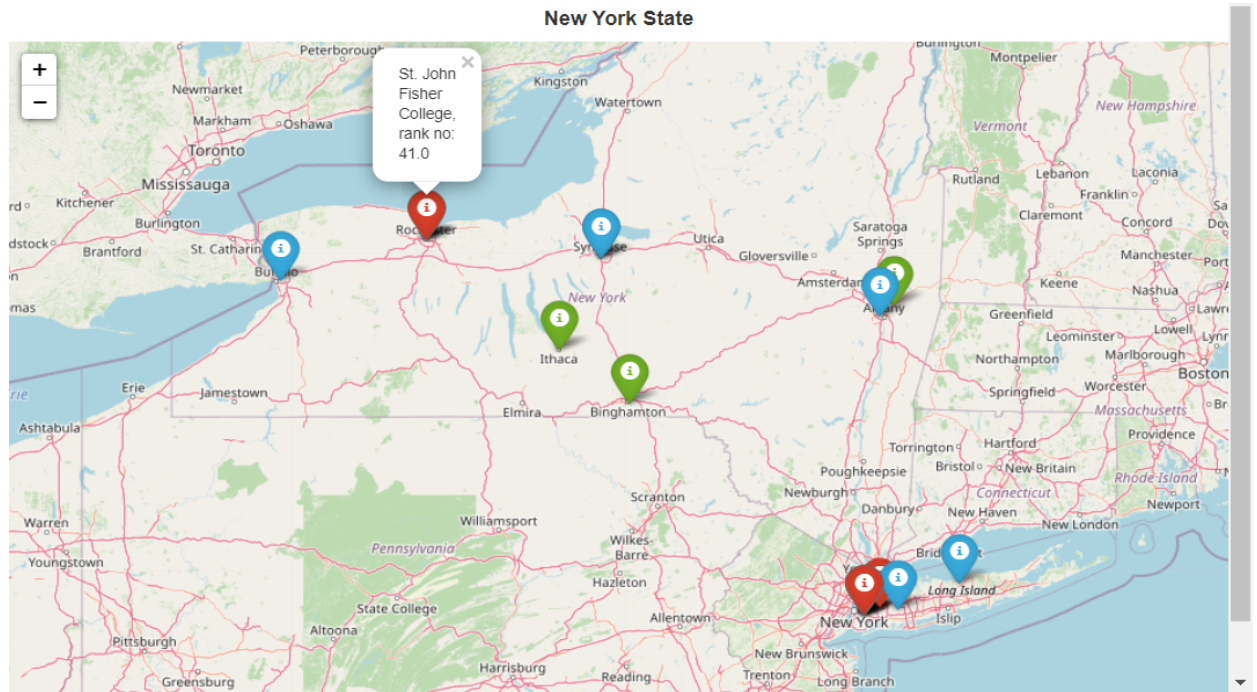 New York State
+
−
St. John
Fisher
College,
rank no:
41.0
×
Peterborough
Kingston
Burlington
Montpelier
Newmarket
Watertown
New Hampshire
Markham
Oshawa
Vermont
Toronto
Mississauga
Rutland
Lebanon
Laconia
Kitchener
Franklin
Burlington
Claremont
Concord
Brantford
St. Catharin
Utica
Saratoga
Springs
Gloversville
Manchester
Port
Buffalo
Amsterdam
Keene
Nashua
New York
Albany
Greenfield
Lowell
Leominster
Ithaca
Northampton
Marlborough
Boston
Erie
Jamestown
Springfield
Worcester
Elmira
Binghamton
Massachusetts
Ashtabula
Providence
Torrington
Hartford
Poughkeepsie
Bristol
New Britain
Rhode Island
Scranton
Newburgh
Connecticut
Newport
Danbury
New Haven
Williamsport
New London
Warren
Wilkes-
Barre
Pennsylvania
Youngstown
Hazleton
Long Island
State College
Allentown
New York
Islip
Altoona
Pittsburgh
New Brunswick
Harrisburg
Reading
Trenton
Long Branch
Greensburg